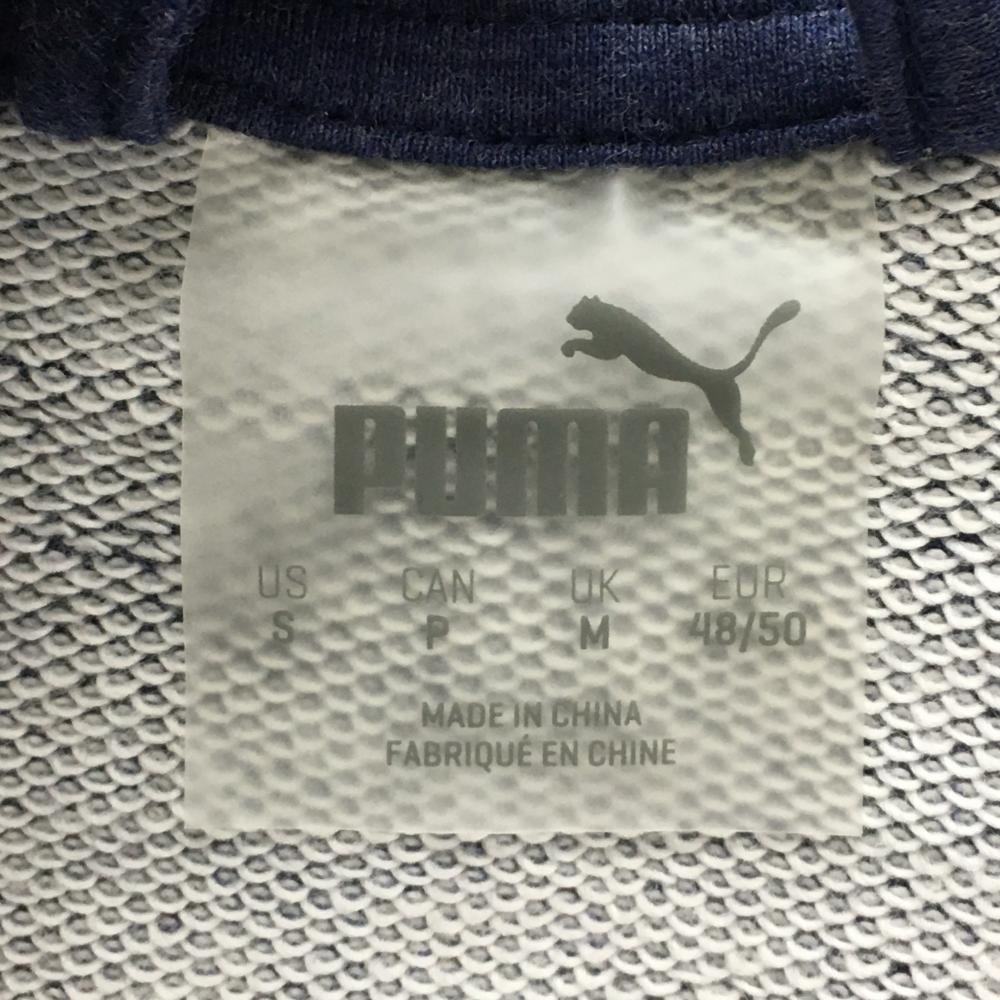 PUMA
US CAN UK EUR
S P M 48/50
MADE IN CHINA
FABRIQUÉ EN CHINE